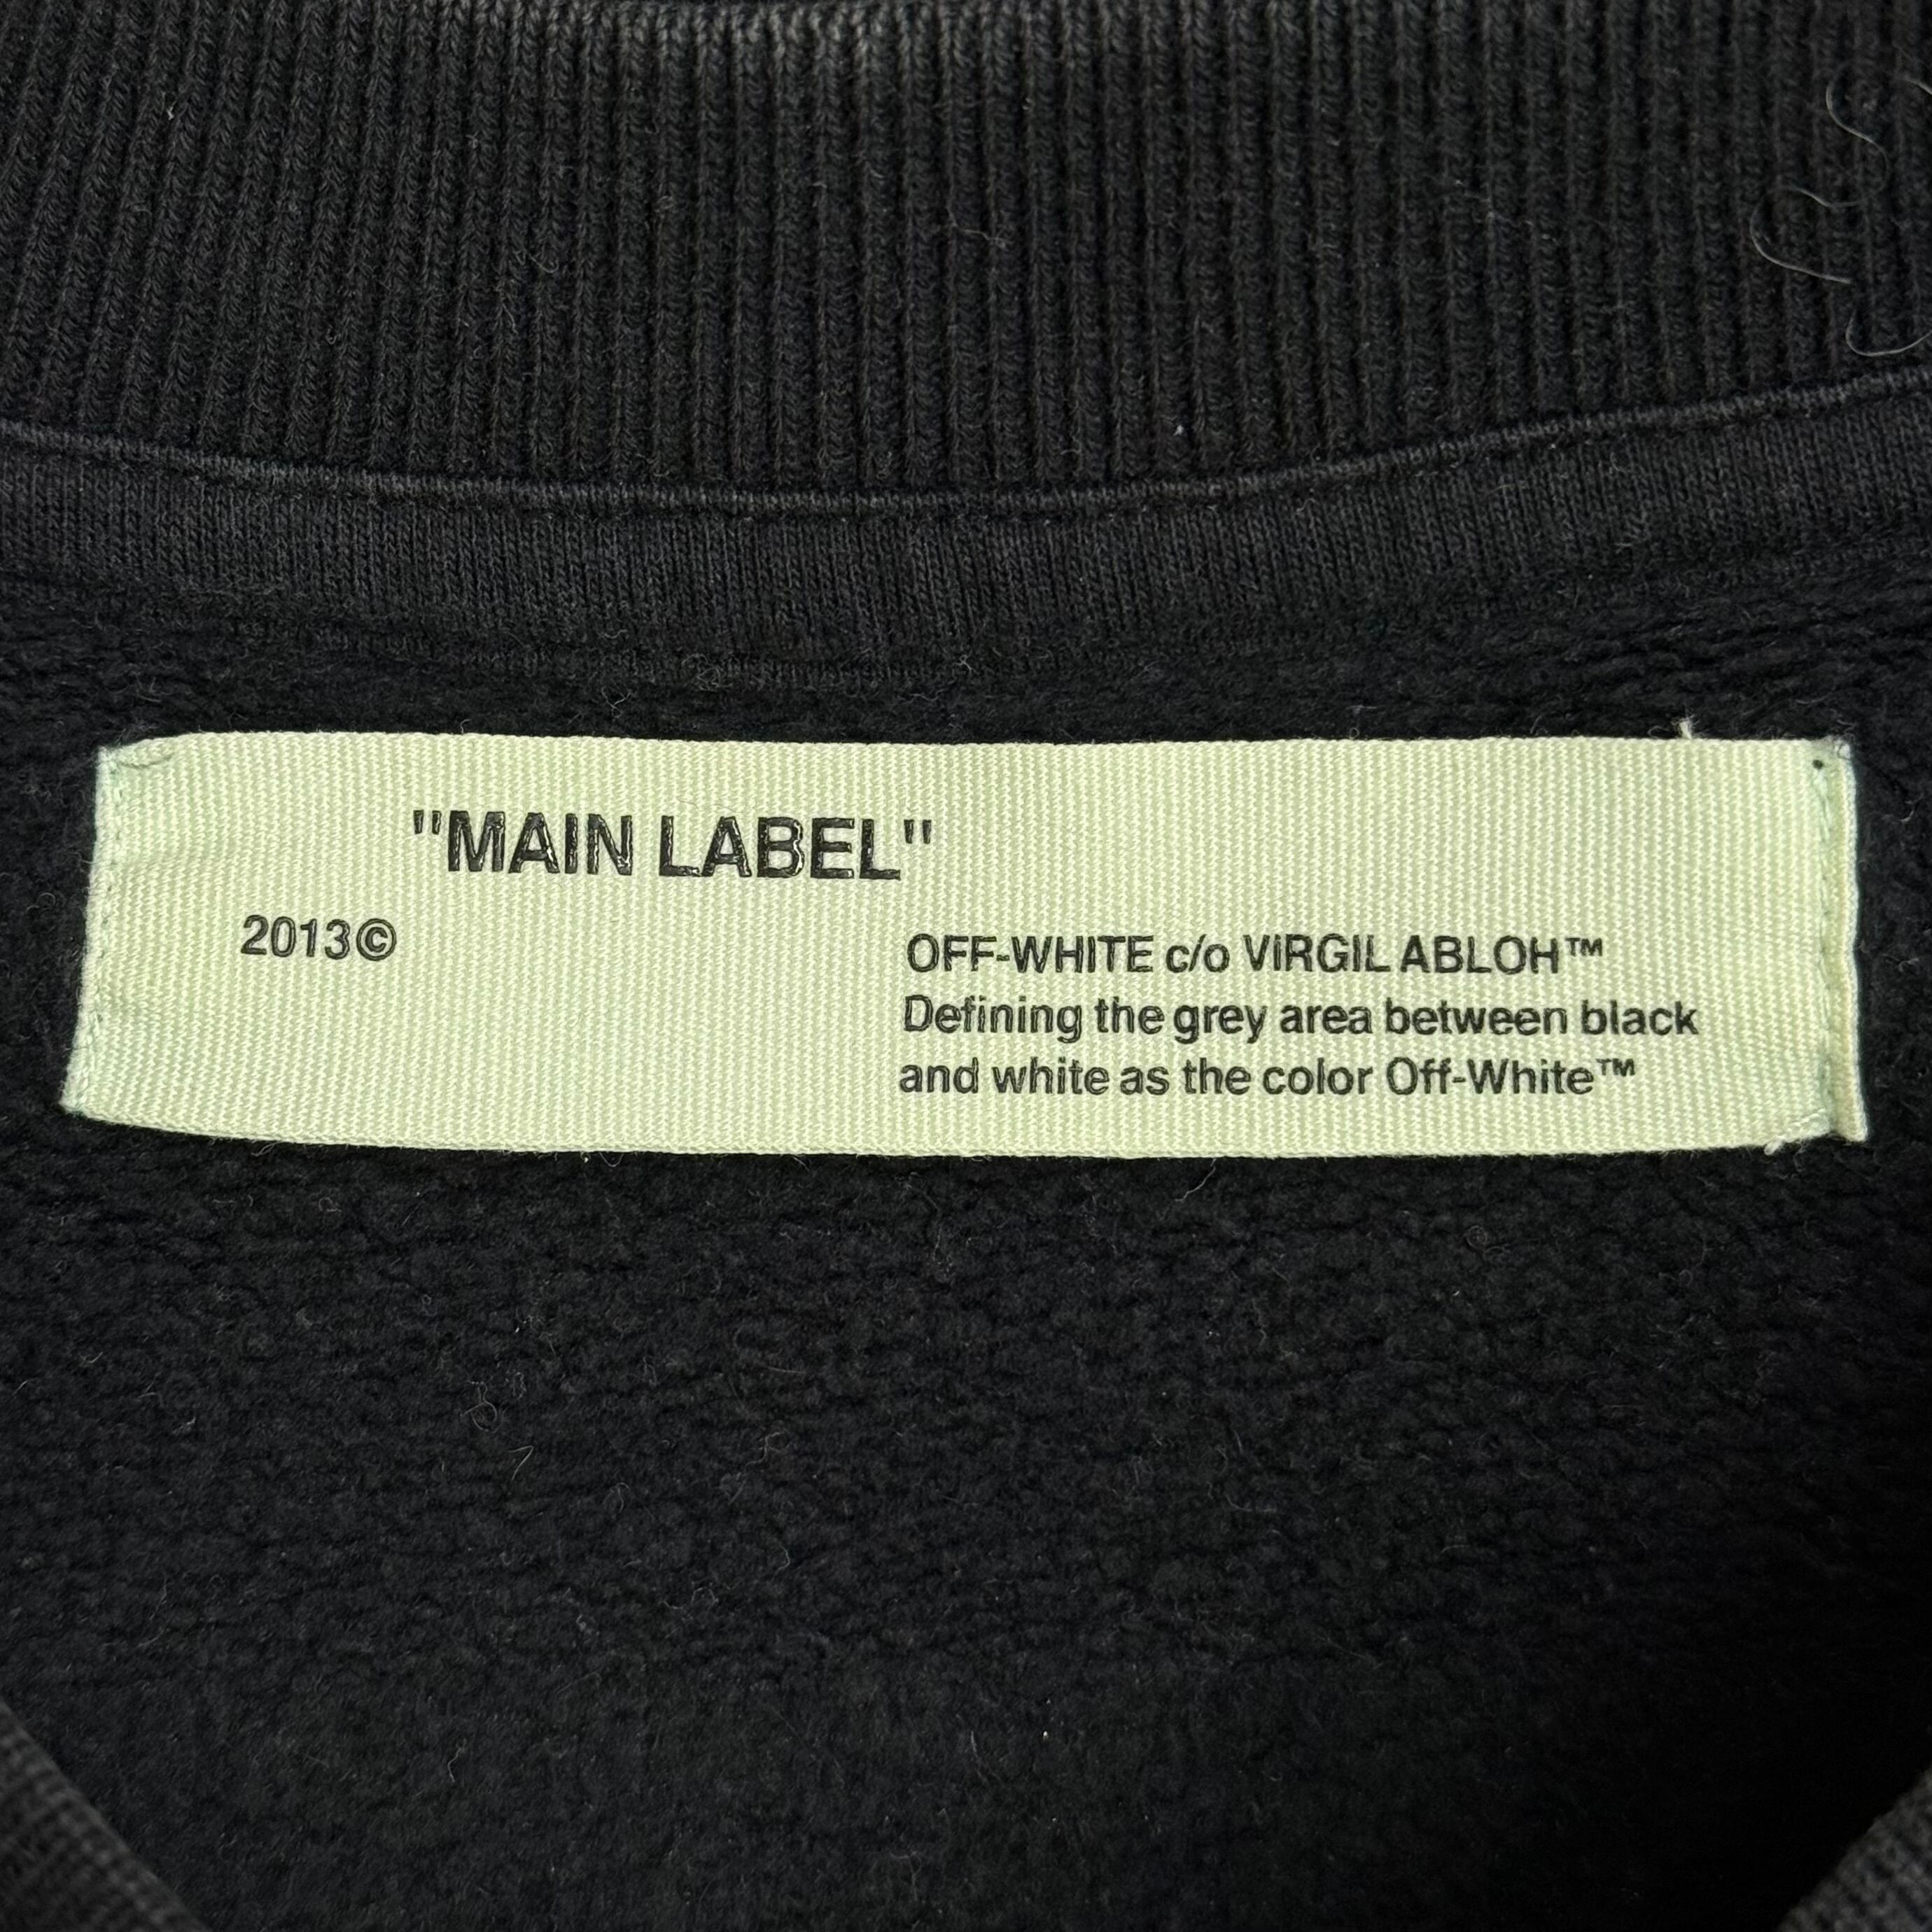 "MAIN LABEL"
2013©
OFF-WHITE c/o VIRGIL ABLOH™
Defining the grey area between black
and white as the color Off-White™